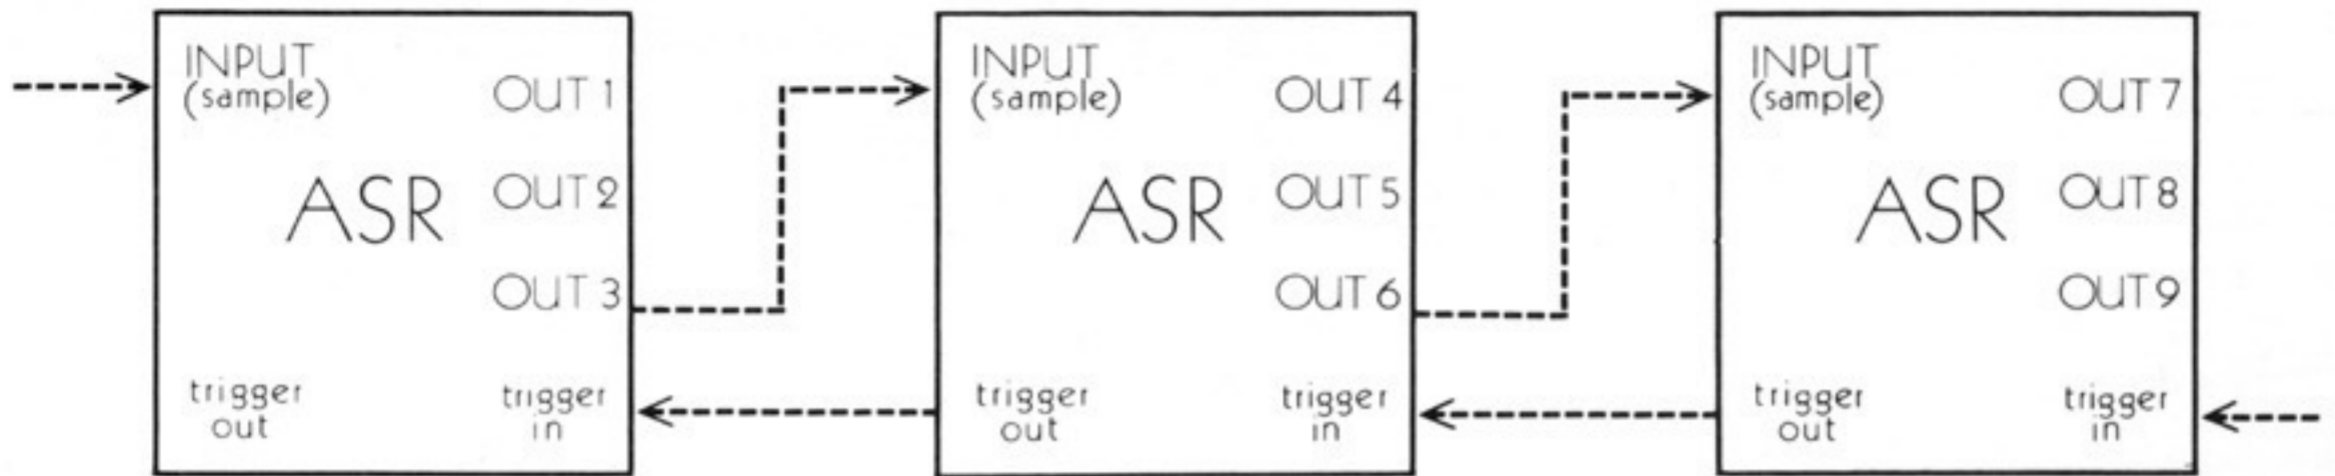 INPUT
(sample)
OUT 1
OUT 2
ASR
OUT 3
trigger
out
trigger
in
INPUT
(sample)
OUT 4
OUT 5
ASR
OUT 6
trigger
out
trigger
in
INPUT
(sample)
OUT 7
OUT 8
ASR
OUT 9
trigger
out
trigger
in